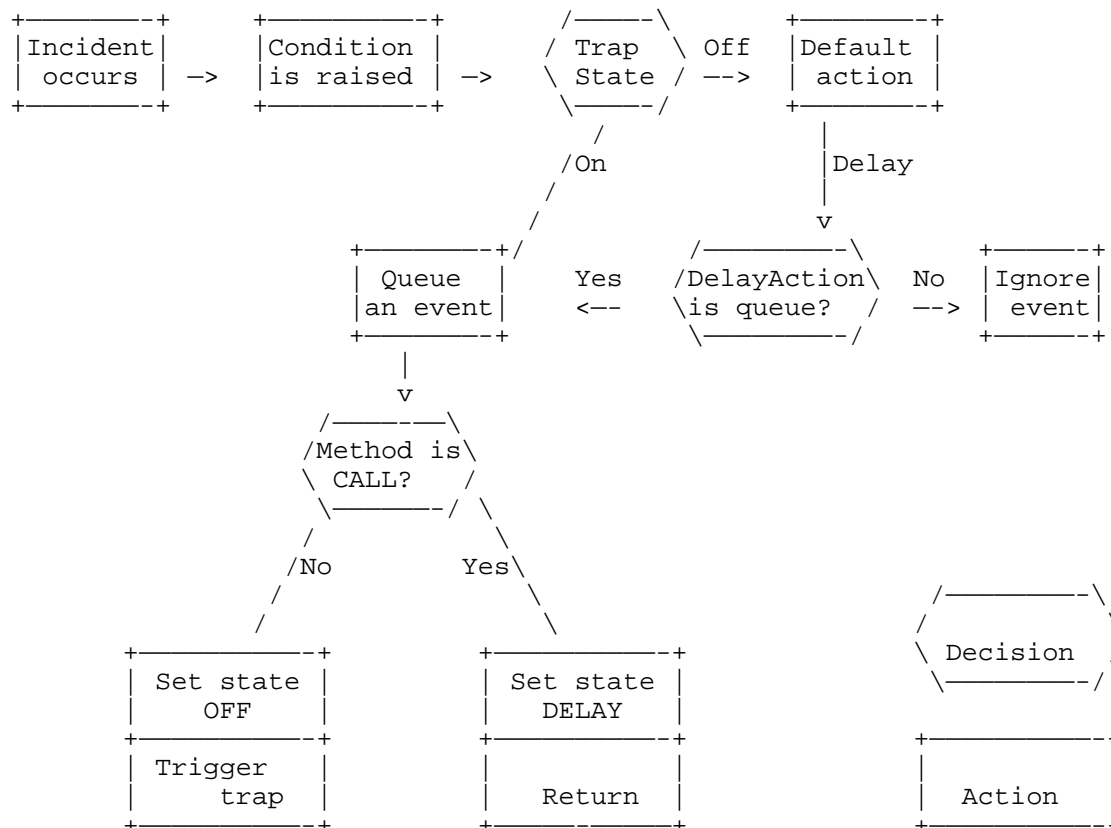 Incident Condition Trap Off Default
occurs —> is raised —> State ——> action
On
Delay
v
Queue Yes DelayAction No Ignore
an event <—— is queue? ——> event
v
Method is
CALL?
No Yes
Set state Set state Decision
OFF DELAY
Trigger
trap Return Action